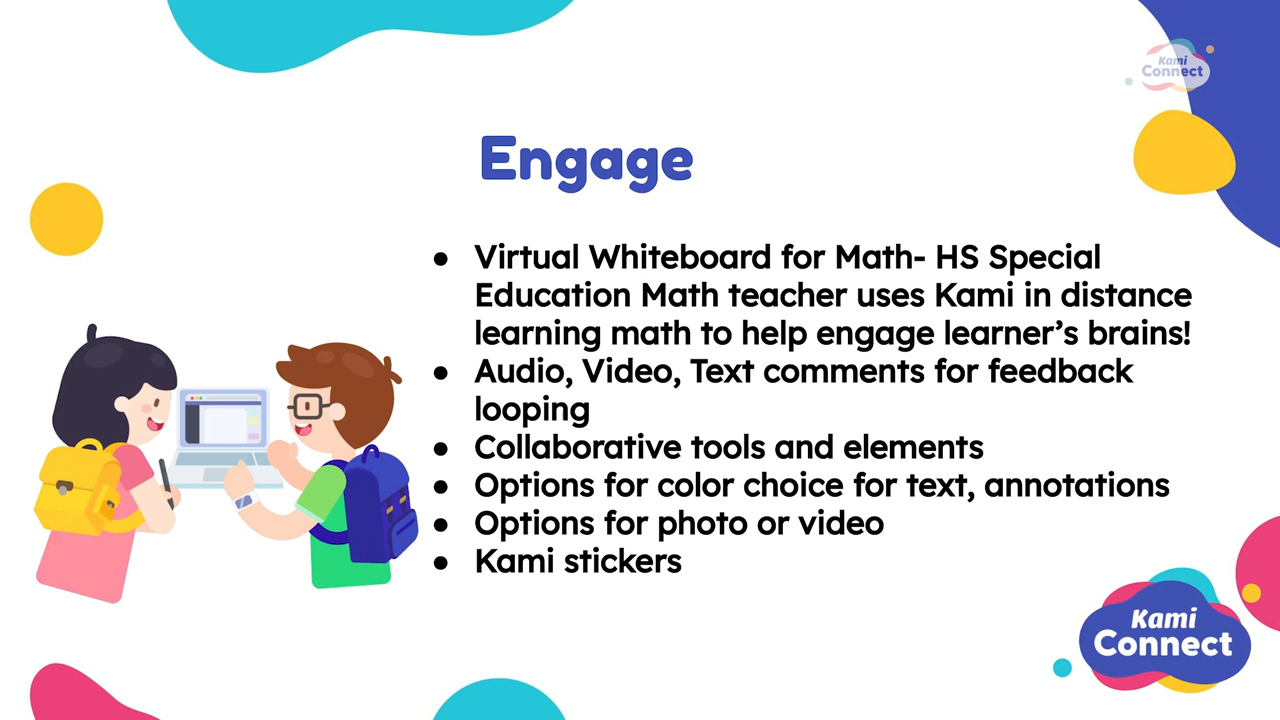 Kami
Connect
Engage
● Virtual Whiteboard for Math- HS Special
Education Math teacher uses Kami in distance
learning math to help engage learner’s brains!
● Audio, Video, Text comments for feedback
looping
● Collaborative tools and elements
● Options for color choice for text, annotations
● Options for photo or video
● Kami stickers
Kami
Connect